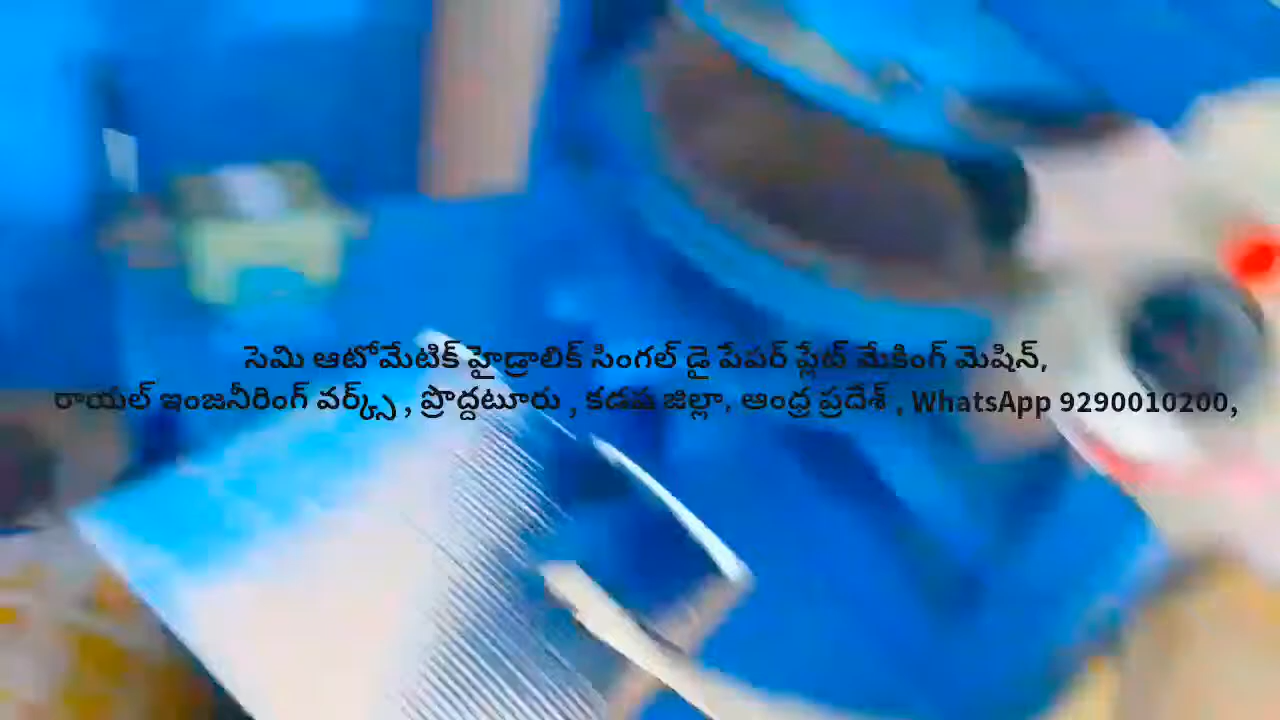 సెమి ఆటోమేటిక్ హైడ్రాలిక్ సింగల్ డై పేపర్ ప్లేట్ మేకింగ్ మెషిన్,
రాయల్ ఇంజనీరింగ్ వర్క్స్ , ప్రొద్దటూరు , కడప జిల్లా. ఆంధ్ర ప్రదేశ్ , WhatsApp 9290010200,